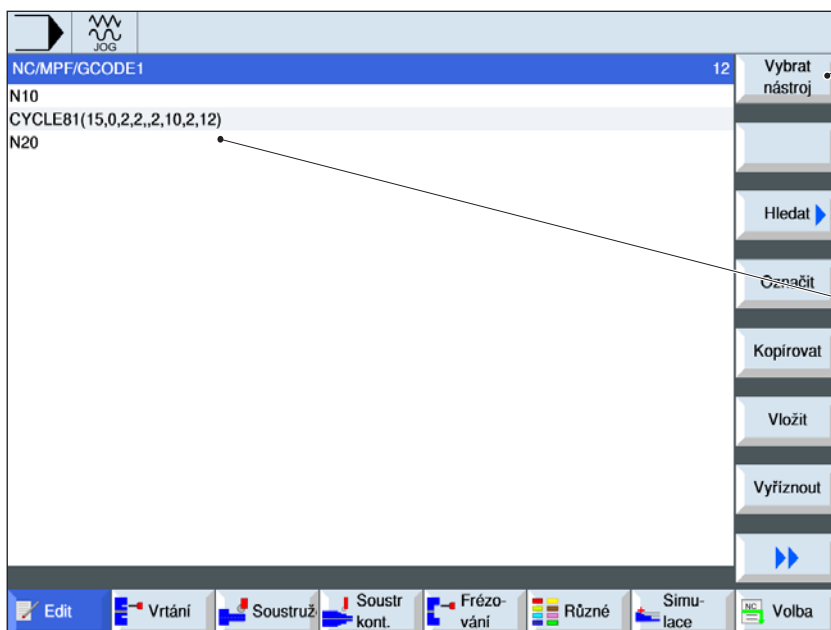 JOG
NC/MPF/GCODE1 12
N10
CYCLE81(15,0,2,2,,2,10,2,12)
N20
Vybrat
nástroj
Hledat
Označit
Kopírovat
Vložit
Vyříznout
Edit
Vrtání
Soustruž
Soustr
kont.
Frézo-
vání
Různé
Simu-
lace
NC
Volba